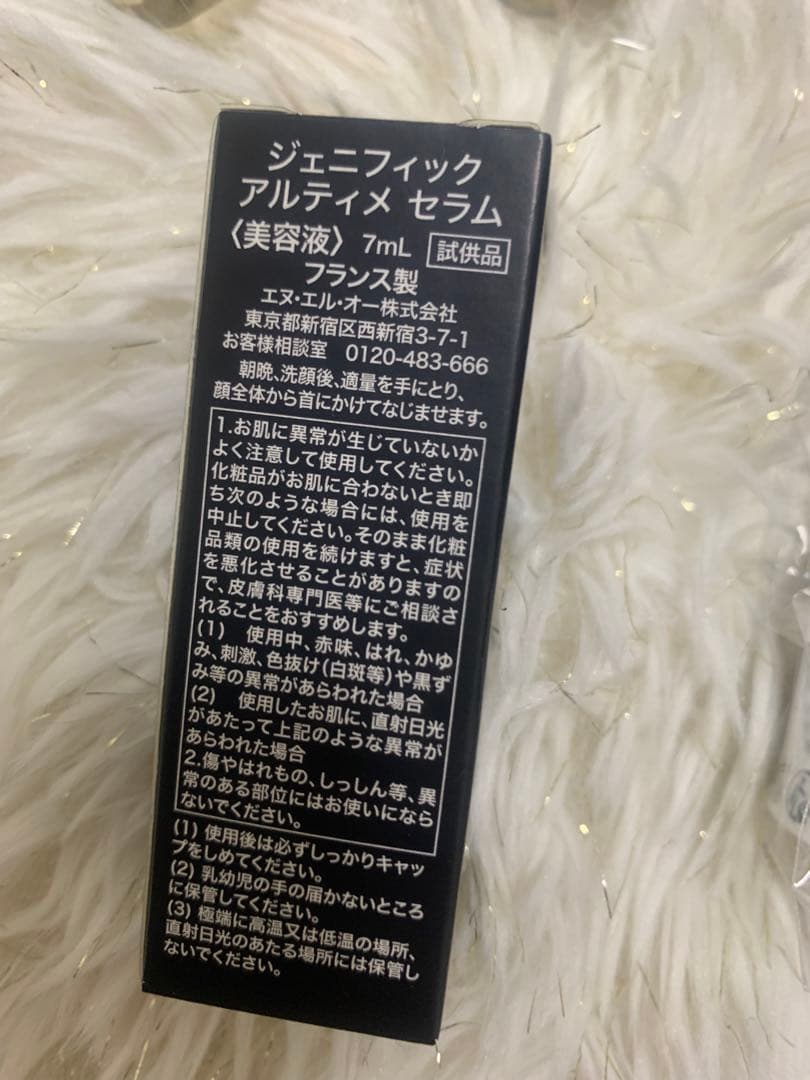 ジェニフィック
アルティメ セラム
〈美容液〉 7mL 試供品
フランス製
エヌ・エル・オー株式会社
東京都新宿区西新宿3-7-1
お客様相談室 0120-483-666
朝晩、洗顔後、適量を手にとり、
顔全体から首にかけてなじませます。
1.お肌に異常が生じていないか
よく注意して使用してください。
化粧品がお肌に合わないとき即
ち次のような場合には、使用を
中止してください。そのまま化粧
品類の使用を続けますと、症状
を悪化させることがありますの
で、皮膚科専門医等にご相談さ
れることをおすすめします。
(1) 使用中、赤味、はれ、かゆ
み、刺激、色抜け(白斑等)や黒ず
み等の異常があらわれた場合
(2) 使用したお肌に、直射日光
があたって上記のような異常が
あらわれた場合
2.傷やはれもの、しっしん等、異
常のある部位にはお使いになら
ないでください。
(1) 使用後は必ずしっかりキャッ
プをしめてください。
(2) 乳幼児の手の届かないところ
に保管してください。
(3) 極端に高温又は低温の場所、
直射日光のあたる場所には保管し
ないでください。